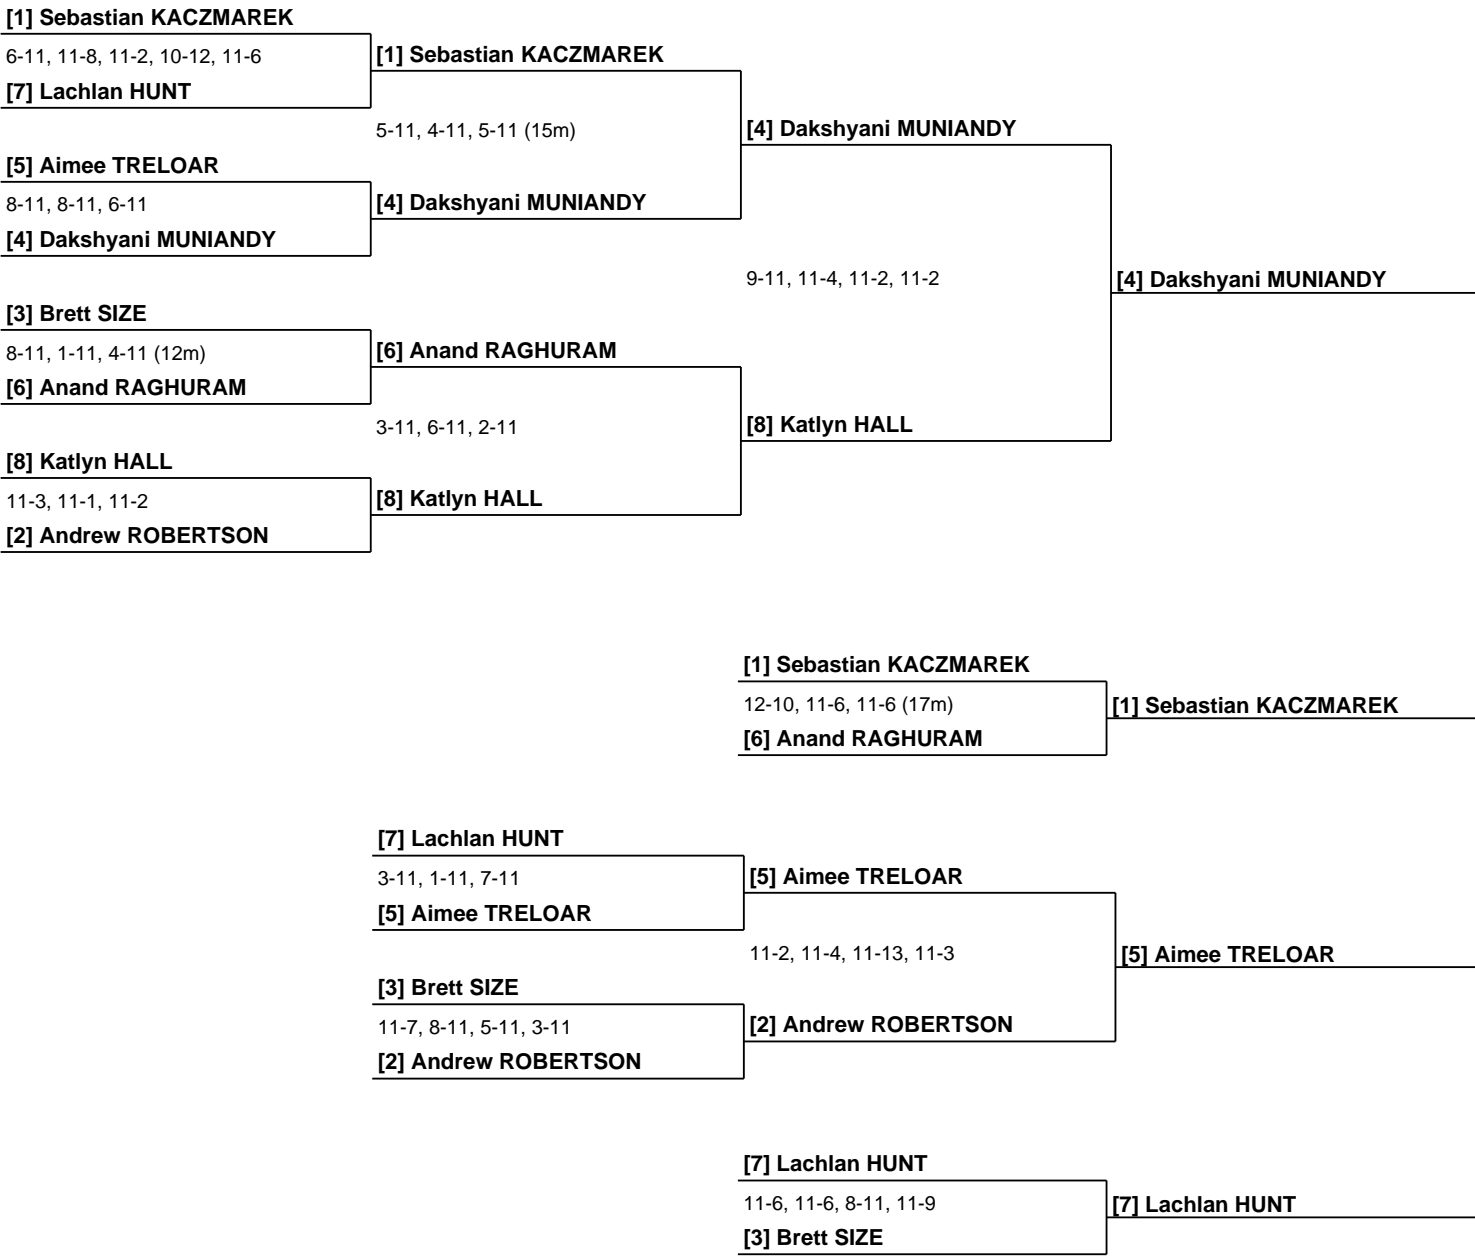 [1] Sebastian KACZMAREK
6-11, 11-8, 11-2, 10-12, 11-6
[1] Sebastian KACZMAREK
[7] Lachlan HUNT
5-11, 4-11, 5-11 (15m)
[4] Dakshyani MUNIANDY
[5] Aimee TRELOAR
8-11, 8-11, 6-11
[4] Dakshyani MUNIANDY
[4] Dakshyani MUNIANDY
9-11, 11-4, 11-2, 11-2
[4] Dakshyani MUNIANDY
[3] Brett SIZE
8-11, 1-11, 4-11 (12m)
[6] Anand RAGHURAM
[6] Anand RAGHURAM
3-11, 6-11, 2-11
[8] Katlyn HALL
[8] Katlyn HALL
11-3, 11-1, 11-2
[8] Katlyn HALL
[2] Andrew ROBERTSON
[1] Sebastian KACZMAREK
12-10, 11-6, 11-6 (17m)
[1] Sebastian KACZMAREK
[6] Anand RAGHURAM
[7] Lachlan HUNT
3-11, 1-11, 7-11
[5] Aimee TRELOAR
[5] Aimee TRELOAR
11-2, 11-4, 11-13, 11-3
[5] Aimee TRELOAR
[3] Brett SIZE
11-7, 8-11, 5-11, 3-11
[2] Andrew ROBERTSON
[2] Andrew ROBERTSON
[7] Lachlan HUNT
11-6, 11-6, 8-11, 11-9
[7] Lachlan HUNT
[3] Brett SIZE